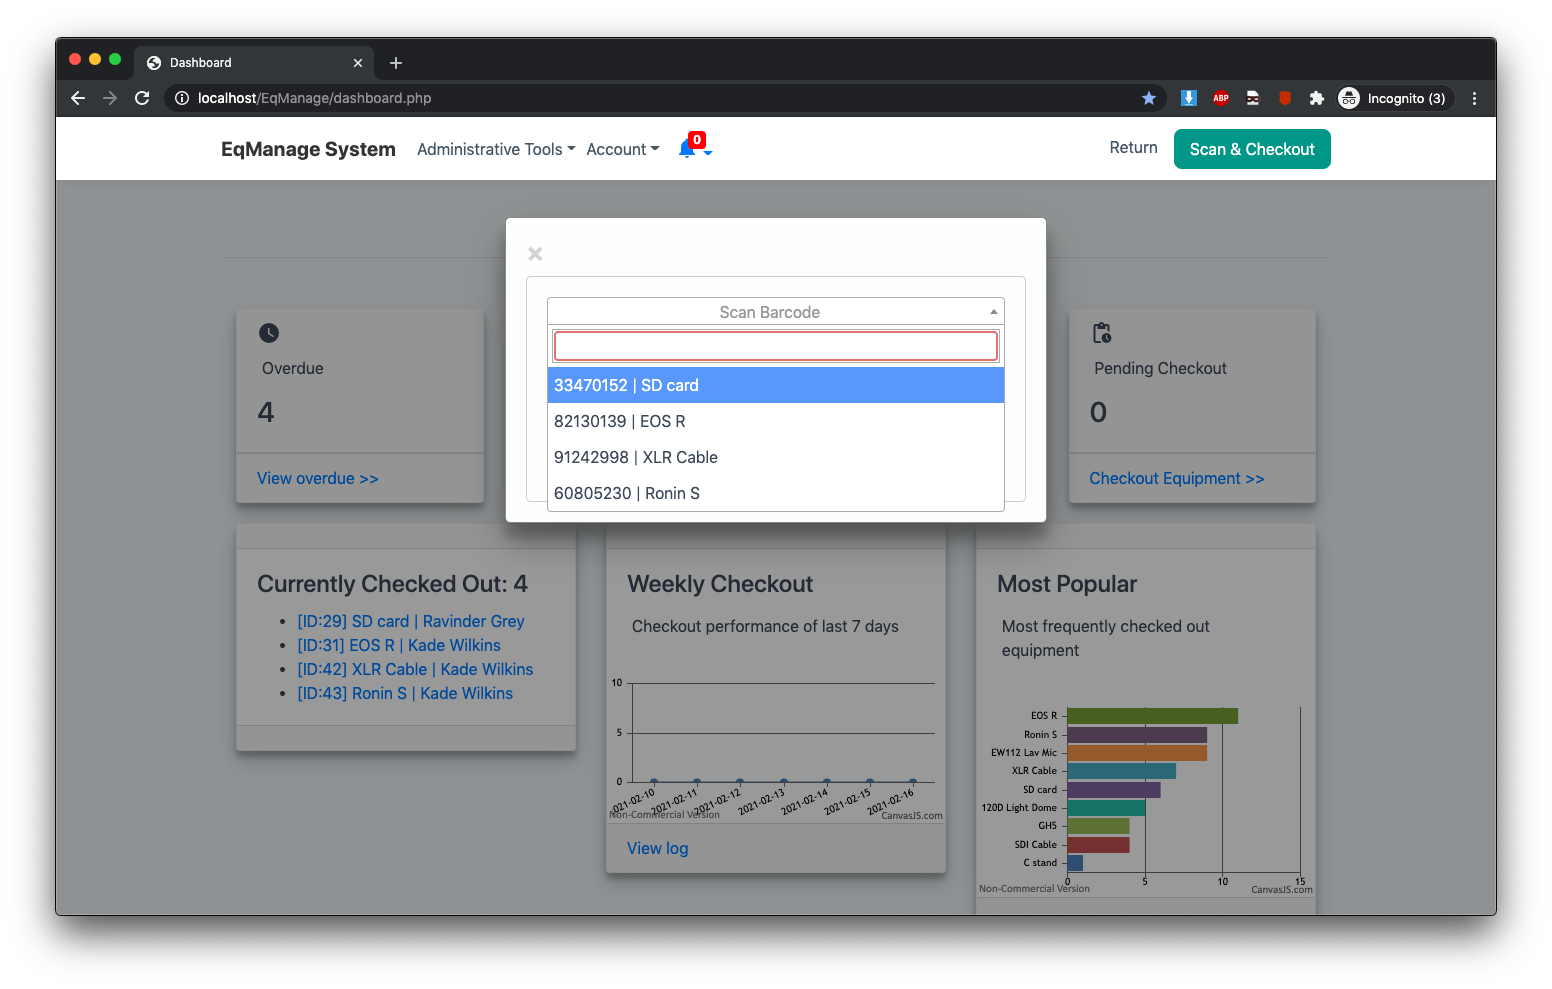 Dashboard
localhost/EqManage/dashboard.php
ABP
Incognito (3)
EqManage System
Administrative Tools
Account
0
Return
Scan & Checkout
Scan Barcode
33470152 | SD card
82130139 | EOS R
91242998 | XLR Cable
60805230 | Ronin S
Overdue
4
View overdue >>
Pending Checkout
0
Checkout Equipment >>
Currently Checked Out: 4
[ID:29] SD card | Ravinder Grey
[ID:31] EOS R | Kade Wilkins
[ID:42] XLR Cable | Kade Wilkins
[ID:43] Ronin S | Kade Wilkins
Weekly Checkout
Checkout performance of last 7 days
10
5
0
2021-02-10
2021-02-11
2021-02-12
2021-02-13
2021-02-14
2021-02-15
2021-02-16
Non-Commercial Version
CanvasJS.com
View log
Most Popular
Most frequently checked out
equipment
EOS R
Ronin S
EW112 Lav Mic
XLR Cable
SD card
120D Light Dome
GH5
SDI Cable
C stand
0
5
10
15
Non-Commercial Version
CanvasJS.com